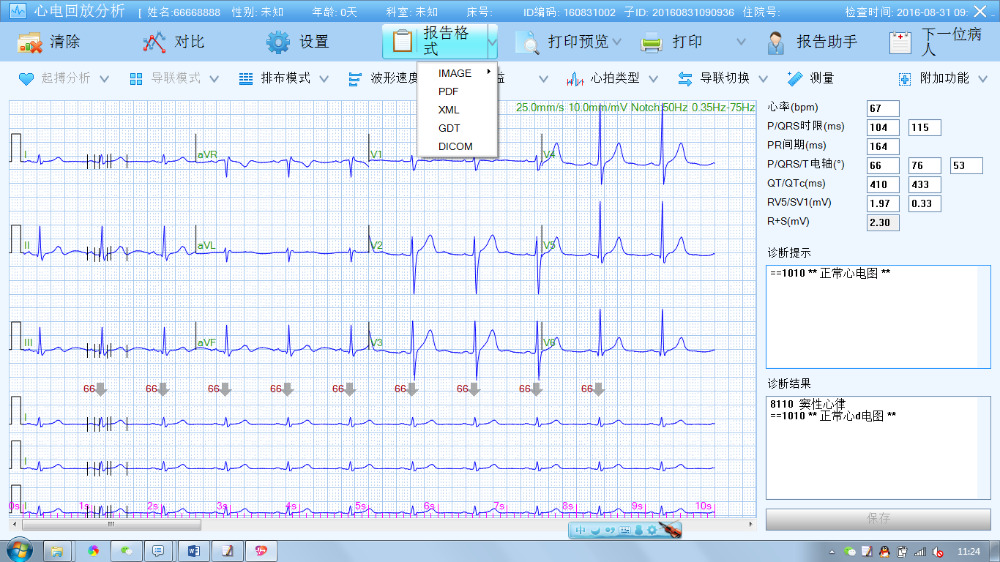 心电回放分析 [ 姓名:66668888 性别: 未知 年龄: 0天 科室: 未知 床号: ID编码: 160831002 子ID: 20160831090936 住院号: 检查时间: 2016-08-31 09:
清除 对比 设置 报告格式 打印预览 打印 报告助手 下一位病人
起搏分析 导联模式 排布模式 波形速度 益 心拍类型 导联切换 测量 附加功能
IMAGE
PDF
XML
GDT
DICOM
25.0mm/s 10.0mm/mV Notch:50Hz 0.35Hz-75Hz
I aVR V1 V4
II aVL V2 V5
III aVF V3 V6
66 66 66 66 66 66 66 66 66
I
I
I
0s 1s 2s 3s 4s 5s 6s 7s 8s 9s 10s
心率(bpm) 67
P/QRS时限(ms) 104 115
PR间期(ms) 164
P/QRS/T电轴(°) 66 76 53
QT/QTc(ms) 410 433
RV5/SV1(mV) 1.97 0.33
R+S(mV) 2.30
诊断提示
==1010 ** 正常心电图 **
诊断结果
8110 窦性心律
==1010 ** 正常心d电图 **
保存
中
11:24